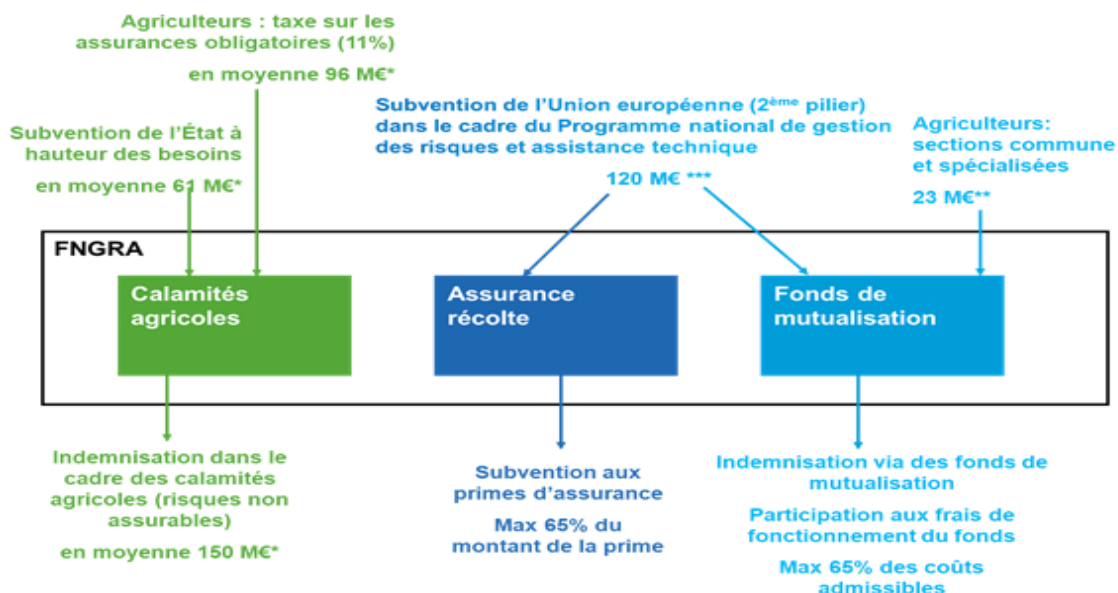 Agriculteurs : taxe sur les
assurances obligatoires (11%)
en moyenne 96 M€*
Subvention de l'État à
hauteur des besoins
en moyenne 61 M€*
Subvention de l'Union européenne (2ème pilier)
dans le cadre du Programme national de gestion
des risques et assistance technique
120 M€ ***
Agriculteurs:
sections commune
et spécialisées
23 M€**
FNGRA
Calamités
agricoles
Assurance
récolte
Fonds de
mutualisation
Indemnisation dans le
cadre des calamités
agricoles (risques non
assurables)
en moyenne 150 M€*
Subvention aux
primes d'assurance
Max 65% du
montant de la prime
Indemnisation via des fonds de
mutualisation
Participation aux frais de
fonctionnement du fonds
Max 65% des coûts
admissibles